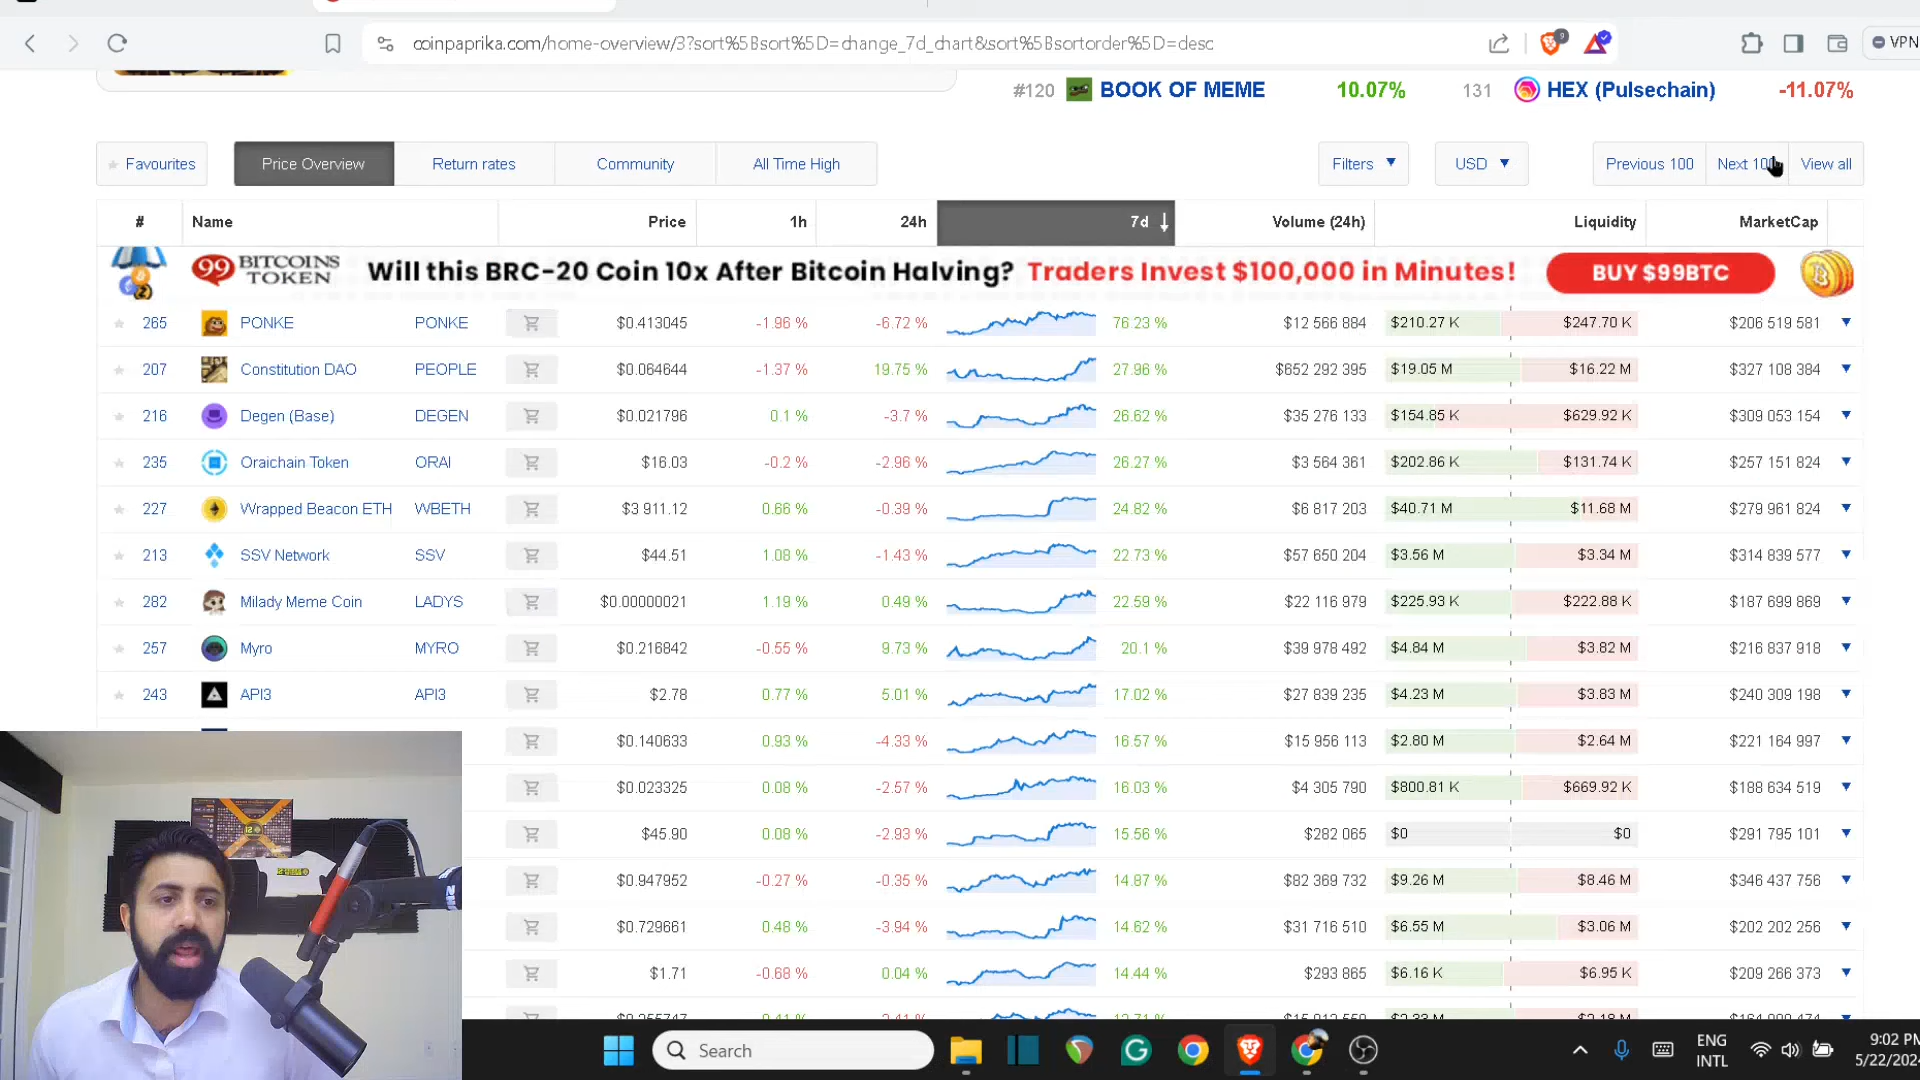 coinpaprika.com/home-overview/3?sort%5Bsort%5D=change_7d_chart&sort%5Bsortorder%5D=desc
9
VPN
#120 BOOK OF MEME 10.07% 131 HEX (Pulsechain) -11.07%
Favourites Price Overview Return rates Community All Time High Filters USD Previous 100 Next 100 View all
# Name Price 1h 24h 7d Volume (24h) Liquidity MarketCap
99 BITCOINS TOKEN Will this BRC-20 Coin 10x After Bitcoin Halving? Traders Invest $100,000 in Minutes! BUY $99BTC
265 PONKE PONKE $0.413045 -1.96 % -6.72 % 76.23 % $12 566 884 $210.27 K $247.70 K $206 519 581
207 Constitution DAO PEOPLE $0.064644 -1.37 % 19.75 % 27.96 % $652 292 395 $19.05 M $16.22 M $327 108 384
216 Degen (Base) DEGEN $0.021796 0.1 % -3.7 % 26.62 % $35 276 133 $154.85 K $629.92 K $309 053 154
235 Oraichain Token ORAI $16.03 -0.2 % -2.96 % 26.27 % $3 564 361 $202.86 K $131.74 K $257 151 824
227 Wrapped Beacon ETH WBETH $3 911.12 0.66 % -0.39 % 24.82 % $6 817 203 $40.71 M $11.68 M $279 961 824
213 SSV Network SSV $44.51 1.08 % -1.43 % 22.73 % $57 650 204 $3.56 M $3.34 M $314 839 577
282 Milady Meme Coin LADYS $0.00000021 1.19 % 0.49 % 22.59 % $22 116 979 $225.93 K $222.88 K $187 699 869
257 Myro MYRO $0.216842 -0.55 % 9.73 % 20.1 % $39 978 492 $4.84 M $3.82 M $216 837 918
243 API3 API3 $2.78 0.77 % 5.01 % 17.02 % $27 839 235 $4.23 M $3.83 M $240 309 198
$0.140633 0.93 % -4.33 % 16.57 % $15 956 113 $2.80 M $2.64 M $221 164 997
$0.023325 0.08 % -2.57 % 16.03 % $4 305 790 $800.81 K $669.92 K $188 634 519
$45.90 0.08 % -2.93 % 15.56 % $282 065 $0 $0 $291 795 101
$0.947952 -0.27 % -0.35 % 14.87 % $82 369 732 $9.26 M $8.46 M $346 437 756
$0.729661 0.48 % -3.94 % 14.62 % $31 716 510 $6.55 M $3.06 M $202 202 256
$1.71 -0.68 % 0.04 % 14.44 % $293 865 $6.16 K $6.95 K $209 266 373
Search
ENG
INTL
9:02 PM